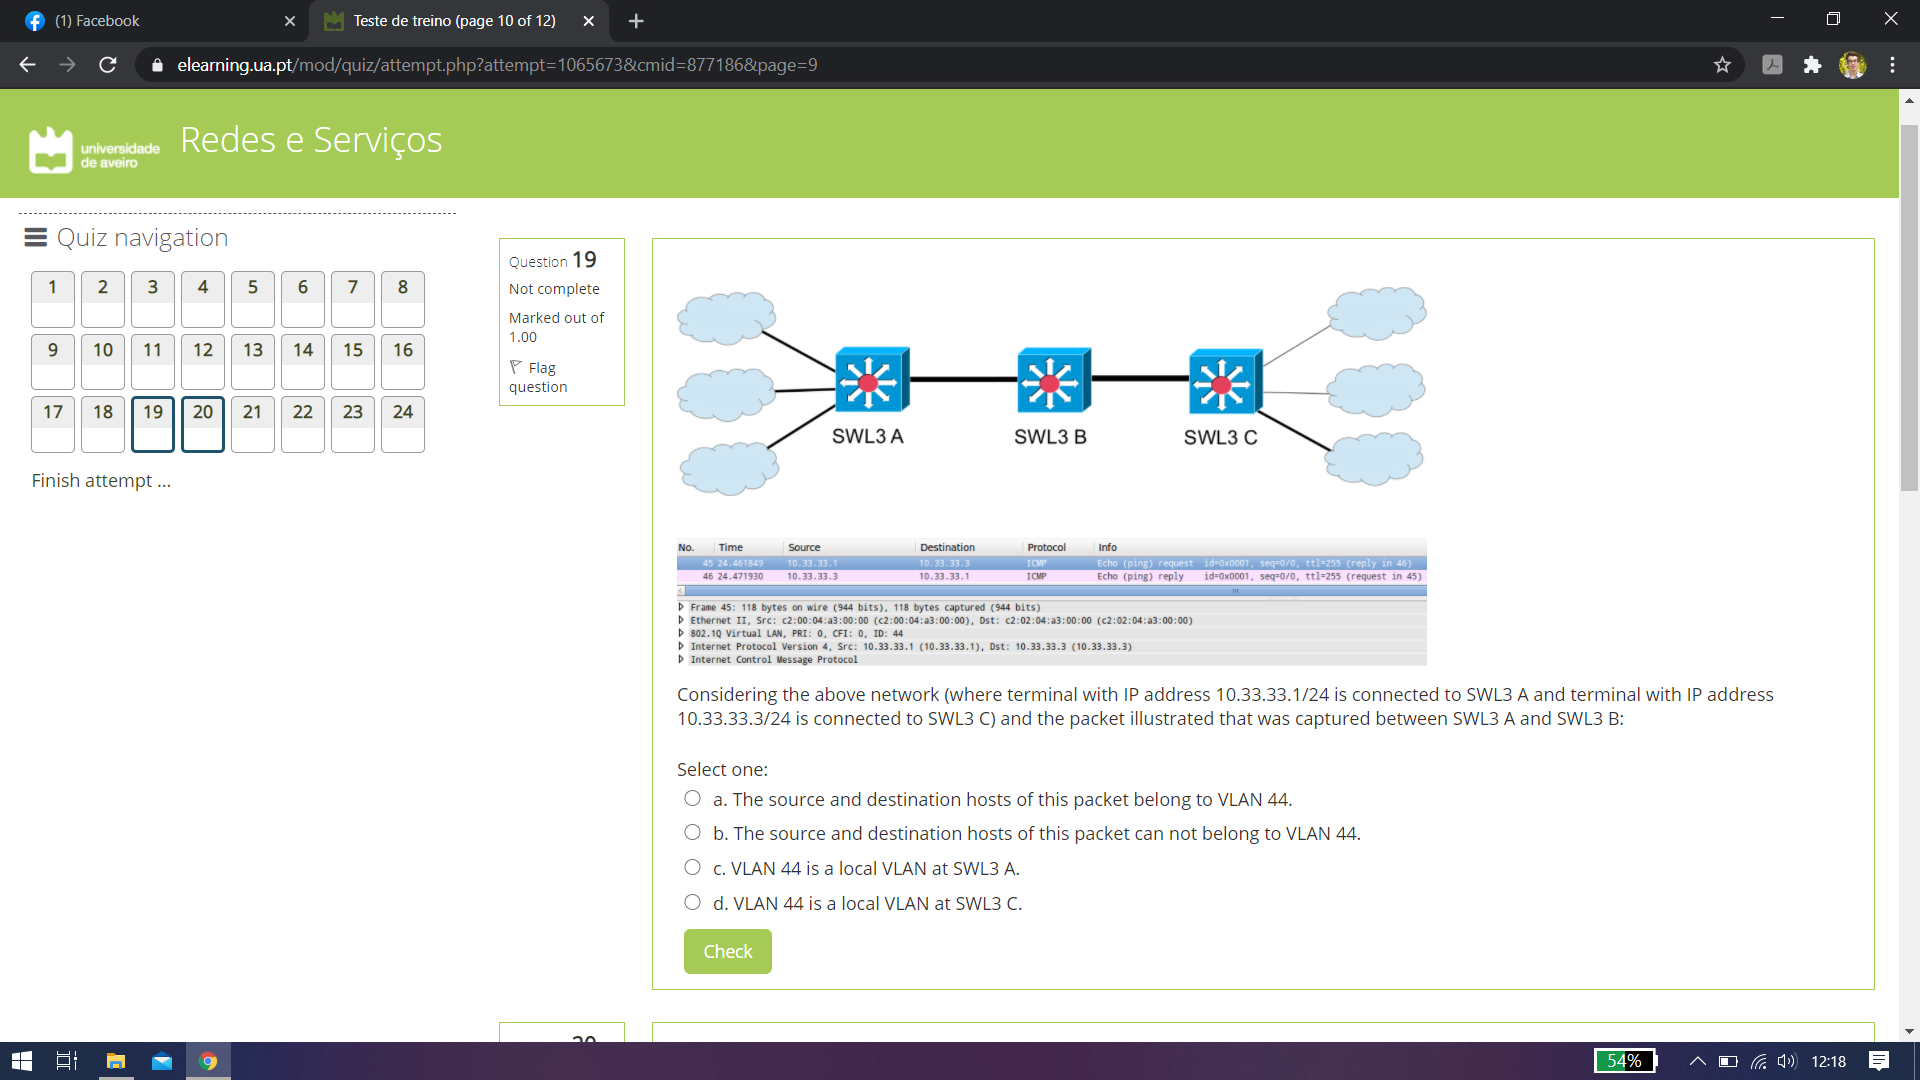 (1) Facebook
Teste de treino (page 10 of 12)
elearning.ua.pt/mod/quiz/attempt.php?attempt=1065673&cmid=877186&page=9
universidade
de aveiro
Redes e Serviços
Quiz navigation
1 2 3 4 5 6 7 8
9 10 11 12 13 14 15 16
17 18 19 20 21 22 23 24
Finish attempt ...
Question 19
Not complete
Marked out of
1.00
Flag
question
SWL3 A
SWL3 B
SWL3 C
No. Time Source Destination Protocol Info
45 24.461849 10.33.33.1 10.33.33.3 ICMP Echo (ping) request id=0x0001, seq=0/0, ttl=255 (reply in 46)
46 24.471930 10.33.33.3 10.33.33.1 ICMP Echo (ping) reply id=0x0001, seq=0/0, ttl=255 (request in 45)
Frame 45: 118 bytes on wire (944 bits), 118 bytes captured (944 bits)
Ethernet II, Src: c2:00:04:a3:00:00 (c2:00:04:a3:00:00), Dst: c2:02:04:a3:00:00 (c2:02:04:a3:00:00)
802.1Q Virtual LAN, PRI: 0, CFI: 0, ID: 44
Internet Protocol Version 4, Src: 10.33.33.1 (10.33.33.1), Dst: 10.33.33.3 (10.33.33.3)
Internet Control Message Protocol
Considering the above network (where terminal with IP address 10.33.33.1/24 is connected to SWL3 A and terminal with IP address
10.33.33.3/24 is connected to SWL3 C) and the packet illustrated that was captured between SWL3 A and SWL3 B:
Select one:
a. The source and destination hosts of this packet belong to VLAN 44.
b. The source and destination hosts of this packet can not belong to VLAN 44.
c. VLAN 44 is a local VLAN at SWL3 A.
d. VLAN 44 is a local VLAN at SWL3 C.
Check
20
54%
12:18